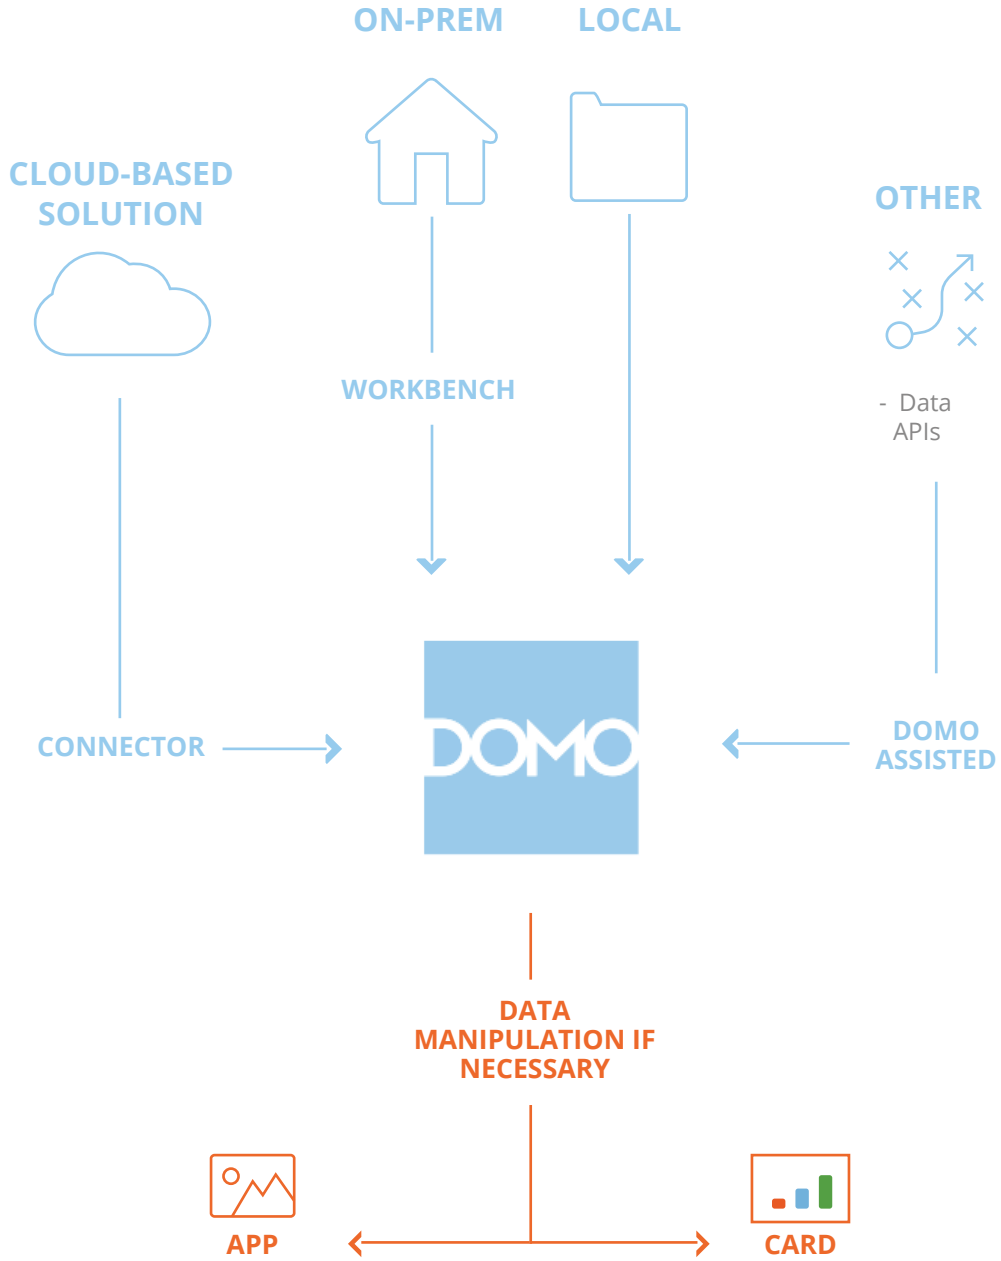 ON-PREM
LOCAL
CLOUD-BASED
SOLUTION
OTHER
WORKBENCH
- Data
APIs
CONNECTOR
DOMO
DOMO
ASSISTED
DATA
MANIPULATION IF
NECESSARY
APP
CARD